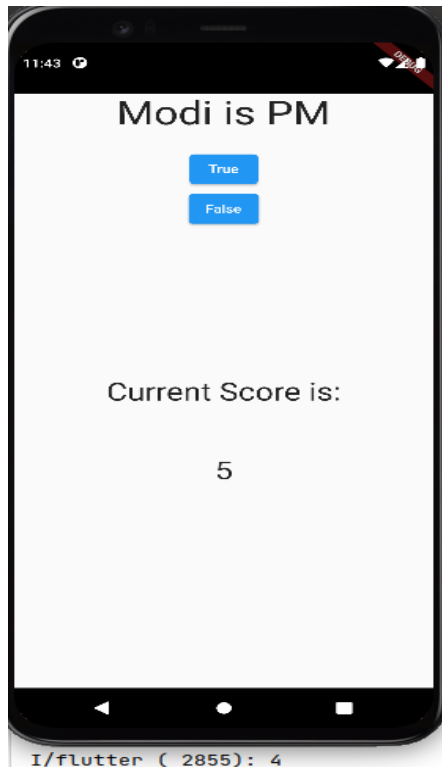 11:43
DEBUG
Modi is PM
True
False
Current Score is:
5
I/flutter ( 2855): 4